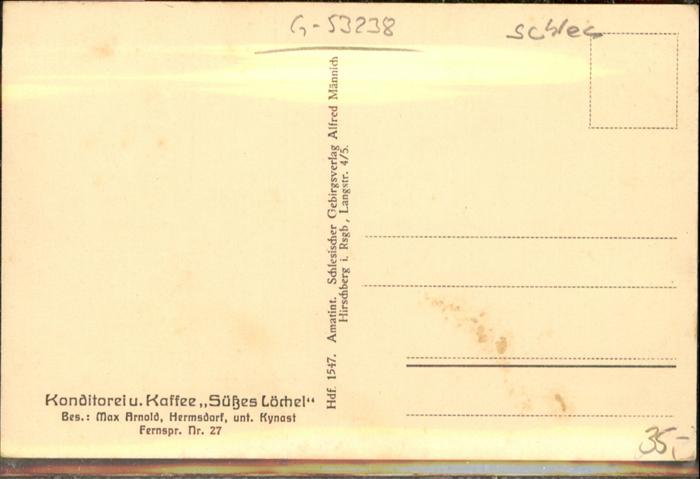 G-53238
Schles
Hdf. 1547. Amatint. Schlesischer Gebirgsverlag Alfred Männich
Hirschberg i. Rsgb., Langstr. 4/5.
Konditorei u. Kaffee „Süßes Löchel“
Bes.: Max Arnold, Hermsdorf, unt. Kynast
Fernspr. Nr. 27
35,-